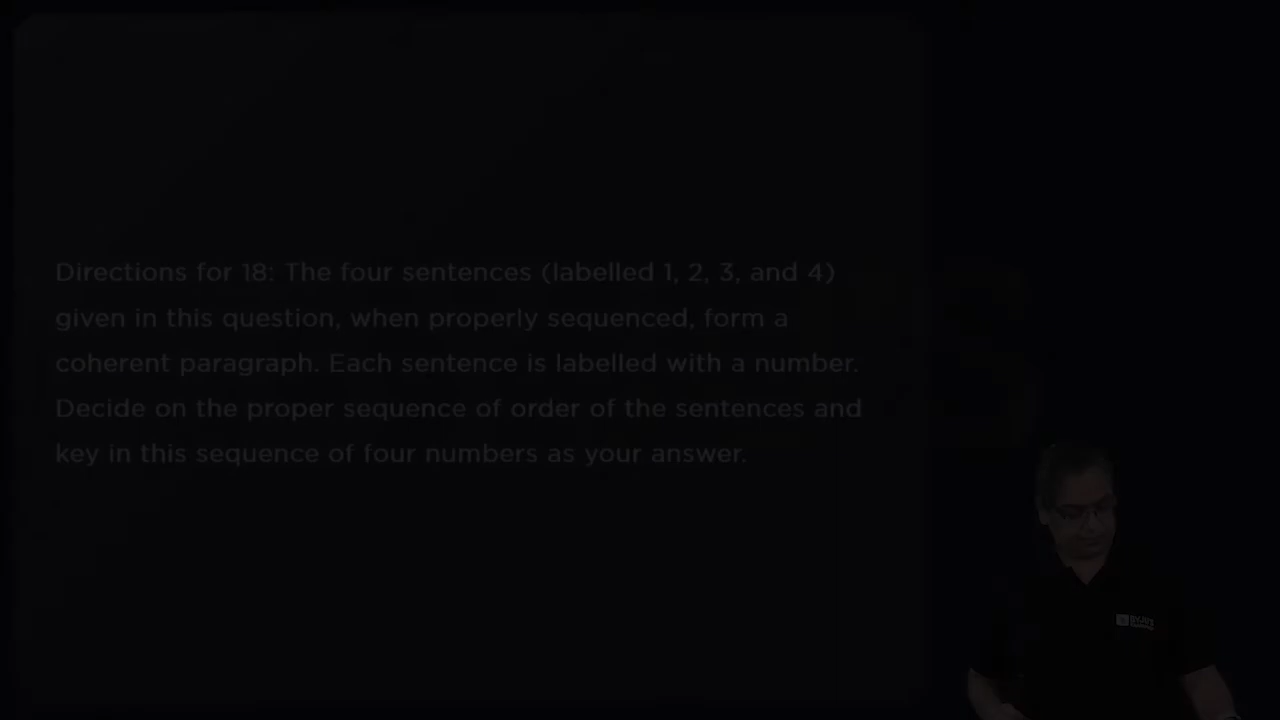 Directions for 18: The four sentences (labelled 1, 2, 3, and 4)
given in this question, when properly sequenced, form a
coherent paragraph. Each sentence is labelled with a number.
Decide on the proper sequence of order of the sentences and
key in this sequence of four numbers as your answer.